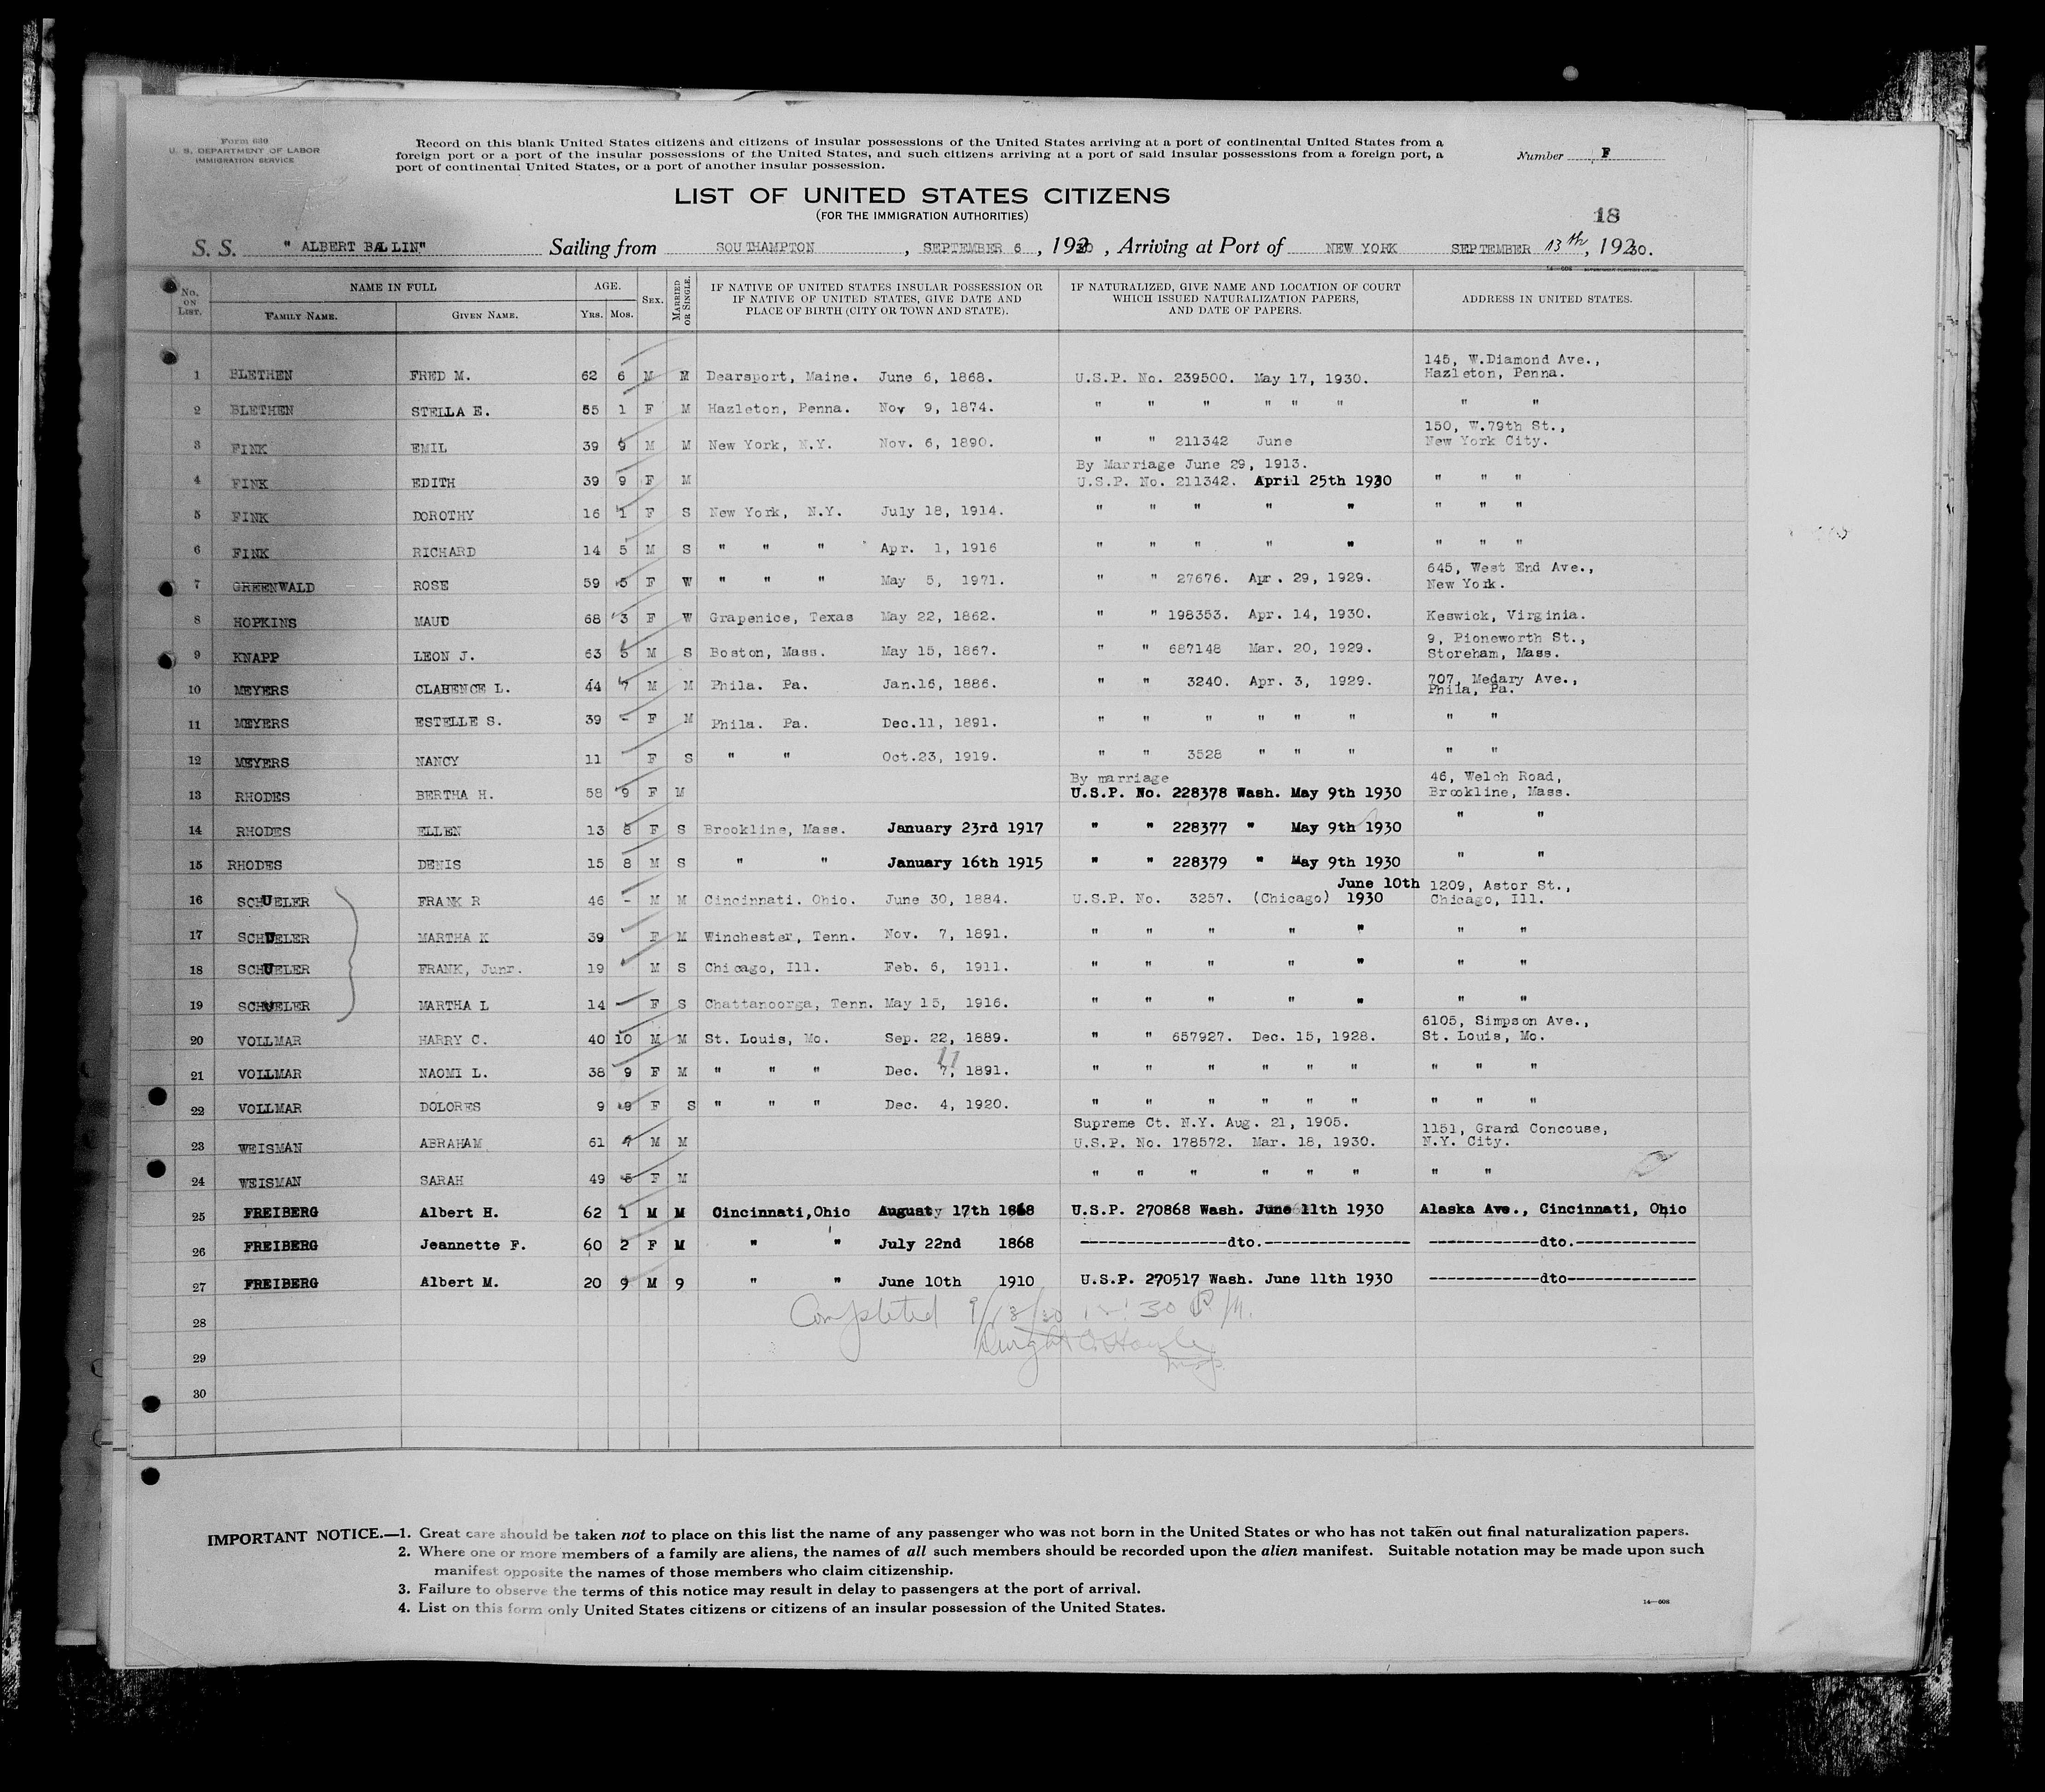 Form 630
U. S. DEPARTMENT OF LABOR
IMMIGRATION SERVICE
Record on this blank United States citizens and citizens of insular possessions of the United States arriving at a port of continental United States from a
foreign port or a port of the insular possessions of the United States, and such citizens arriving at a port of said insular possessions from a foreign port, a
port of continental United States, or a port of another insular possession.
Number F
LIST OF UNITED STATES CITIZENS
(FOR THE IMMIGRATION AUTHORITIES)
18
S. S. " ALBERT BALLIN" Sailing from SOUTHAMPTON , SEPTEMBER 6 , 1930 , Arriving at Port of NEW YORK SEPTEMBER 13th , 1930.
No. ON LIST. NAME IN FULL FAMILY NAME. GIVEN NAME. AGE. Yrs. Mos. SEX. MARRIED OR SINGLE. IF NATIVE OF UNITED STATES INSULAR POSSESSION OR IF NATIVE OF UNITED STATES, GIVE DATE AND PLACE OF BIRTH (CITY OR TOWN AND STATE). IF NATURALIZED, GIVE NAME AND LOCATION OF COURT WHICH ISSUED NATURALIZATION PAPERS, AND DATE OF PAPERS. ADDRESS IN UNITED STATES.
1 BLETHEN FRED M. 62 6 M M Dearsport, Maine. June 6, 1868. U.S.P. No. 239500. May 17, 1930. 145, W.Diamond Ave., Hazleton, Penna.
2 BLETHEN STELLA E. 55 1 F M Hazleton, Penna. Nov 9, 1874. " " " " " " " "
3 FINK EMIL 39 9 M M New York, N.Y. Nov. 6, 1890. " " 211342 June 150, W.79th St., New York City.
4 FINK EDITH 39 9 F M By Marriage June 29, 1913. U.S.P. No. 211342. April 25th 1930 " " "
5 FINK DOROTHY 16 1 F S New York, N.Y. July 18, 1914. " " " " " " " "
6 FINK RICHARD 14 5 M S " " " Apr. 1, 1916 " " " " " " " "
7 GREENWALD ROSE 59 5 F W " " " May 5, 1971. " " 27676. Apr. 29, 1929. 645, West End Ave., New York.
8 HOPKINS MAUD 68 3 F W Grapenice, Texas May 22, 1862. " " 198353. Apr. 14, 1930. Keswick, Virginia.
9 KNAPP LEON J. 63 5 M S Boston, Mass. May 15, 1867. " " 687148 Mar. 20, 1929. 9, Pioneworth St., Storeham, Mass.
10 MEYERS CLABENCE L. 44 7 M M Phila. Pa. Jan.16, 1886. " " 3240. Apr. 3, 1929. 707, Medary Ave., Phila, Pa.
11 MEYERS ESTELLE S. 39 - F M Phila. Pa. Dec.11, 1891. " " " " " " " "
12 MEYERS NANCY 11 F S " " Oct.23, 1919. " " 3528 " " " " "
13 RHODES BERTHA H. 58 9 F M By marriage U.S.P. No. 228378 Wash. May 9th 1930 46, Welch Road, Brookline, Mass.
14 RHODES ELLEN 13 8 F S Brookline, Mass. January 23rd 1917 " " 228377 " May 9th 1930 " "
15 RHODES DENIS 15 8 M S " " January 16th 1915 " " 228379 " May 9th 1930 " "
16 SCHUELER FRANK R 46 - M M Cincinnati. Ohio. June 30, 1884. U.S.P. No. 3257. (Chicago) June 10th 1930 1209, Astor St., Chicago, Ill.
17 SCHUELER MARTHA K 39 F M Winchester, Tenn. Nov. 7, 1891. " " " " " " "
18 SCHUELER FRANK, Junr. 19 M S Chicago, Ill. Feb. 6, 1911. " " " " " " "
19 SCHUELER MARTHA L 14 F S Chattanoorga, Tenn. May 15, 1916. " " " " " " "
20 VOLLMAR HARRY C. 40 10 M M St. Louis, Mo. Sep. 22, 1889. " " 657927. Dec. 15, 1928. 6105, Simpson Ave., St. Louis, Mo.
21 VOLLMAR NAOMI L. 38 9 F M " " " Dec. 7, 1891. " " " " " " " " "
22 VOLLMAR DOLORES 9 9 F S " " " Dec. 4, 1920. " " " " " " " " "
23 WEISMAN ABRAHAM 61 M M Supreme Ct. N.Y. Aug. 21, 1905. U.S.P. No. 178572. Mar. 18, 1930. 1151, Grand Concouse, N.Y. City.
24 WEISMAN SARAH 49 6 F M " " " " " " " "
25 FREIBERG Albert H. 62 1 M M Cincinnati,Ohio August 17th 1868 U.S.P. 270868 Wash. June 11th 1930 Alaska Ave., Cincinnati, Ohio
26 FREIBERG Jeannette F. 60 2 F M " " July 22nd 1868 ----------------dto.---------------- ------------dto.-------------
27 FREIBERG Albert M. 20 9 M 9 " " June 10th 1910 U.S.P. 270517 Wash. June 11th 1930 ------------dto--------------
28 Completed 9/13/30 30 P.M.
29
30
IMPORTANT NOTICE.—1. Great care should be taken not to place on this list the name of any passenger who was not born in the United States or who has not taken out final naturalization papers.
2. Where one or more members of a family are aliens, the names of all such members should be recorded upon the alien manifest. Suitable notation may be made upon such
manifest opposite the names of those members who claim citizenship.
3. Failure to observe the terms of this notice may result in delay to passengers at the port of arrival.
4. List on this form only United States citizens or citizens of an insular possession of the United States.
14—608